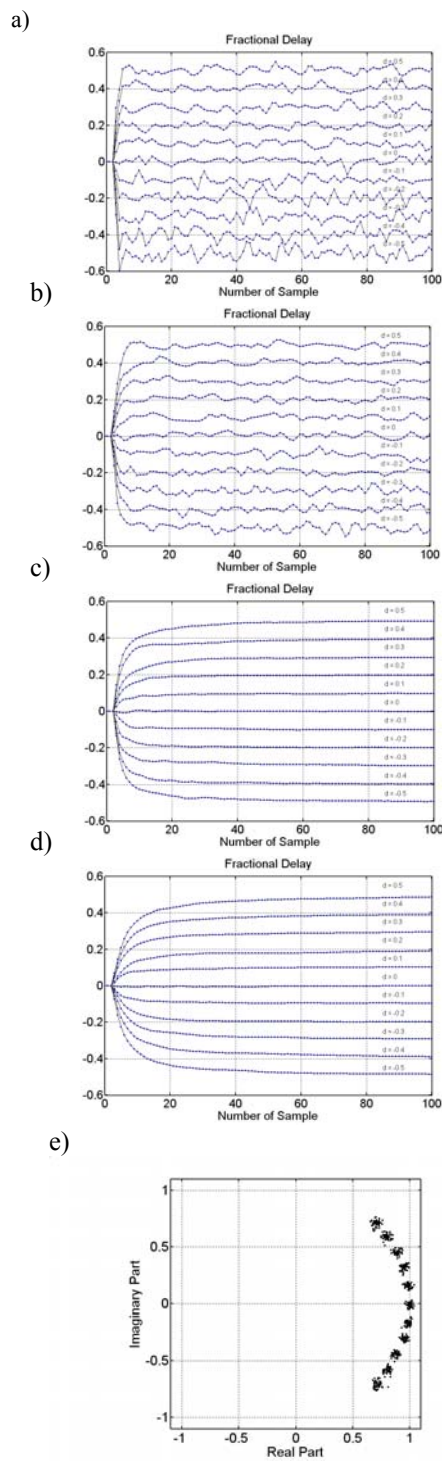 a)
Fractional Delay
0.6
d = 0.5
0.4
d = 0.3
d = 0.2
0.2
d = 0.1
0
d = 0
d = -0.1
-0.2
-0.4
d = -0.4
d = -0.5
-0.6
0 20 40 60 80 100
Number of Sample
b)
Fractional Delay
0.6
d = 0.5
0.4
d = 0.4
d = 0.3
0.2
d = 0.2
d = 0.1
0
d = 0
d = -0.1
-0.2
d = -0.2
d = -0.3
-0.4
d = -0.4
d = -0.5
-0.6
0 20 40 60 80 100
Number of Sample
c)
Fractional Delay
0.6
d = 0.5
0.4
d = 0.4
d = 0.3
0.2
d = 0.2
d = 0.1
0
d = 0
d = -0.1
-0.2
d = -0.2
d = -0.3
-0.4
d = -0.4
d = -0.5
-0.6
0 20 40 60 80 100
Number of Sample
d)
Fractional Delay
0.6
d = 0.5
0.4
d = 0.4
d = 0.3
0.2
d = 0.2
d = 0.1
0
d = 0
d = -0.1
-0.2
d = -0.2
d = -0.3
-0.4
d = -0.4
d = -0.5
-0.6
0 20 40 60 80 100
Number of Sample
e)
1
0.5
0
-0.5
-1
Imaginary Part
-1 -0.5 0 0.5 1
Real Part